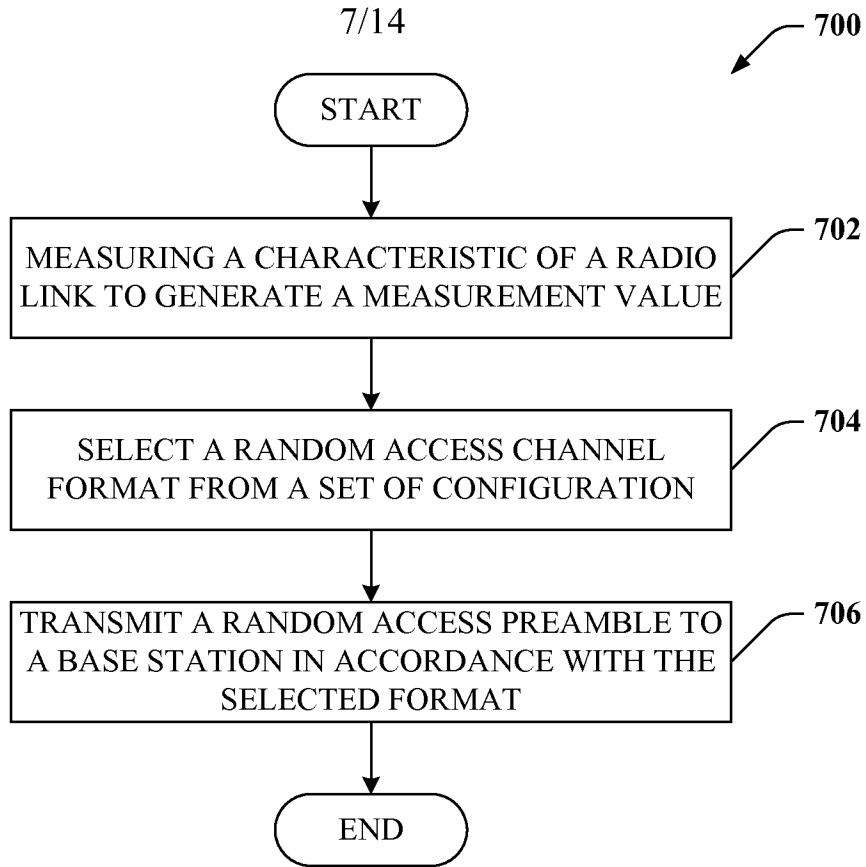 7/14
700
START
MEASURING A CHARACTERISTIC OF A RADIO
LINK TO GENERATE A MEASUREMENT VALUE
702
SELECT A RANDOM ACCESS CHANNEL
FORMAT FROM A SET OF CONFIGURATION
704
TRANSMIT A RANDOM ACCESS PREAMBLE TO
A BASE STATION IN ACCORDANCE WITH THE
SELECTED FORMAT
706
END